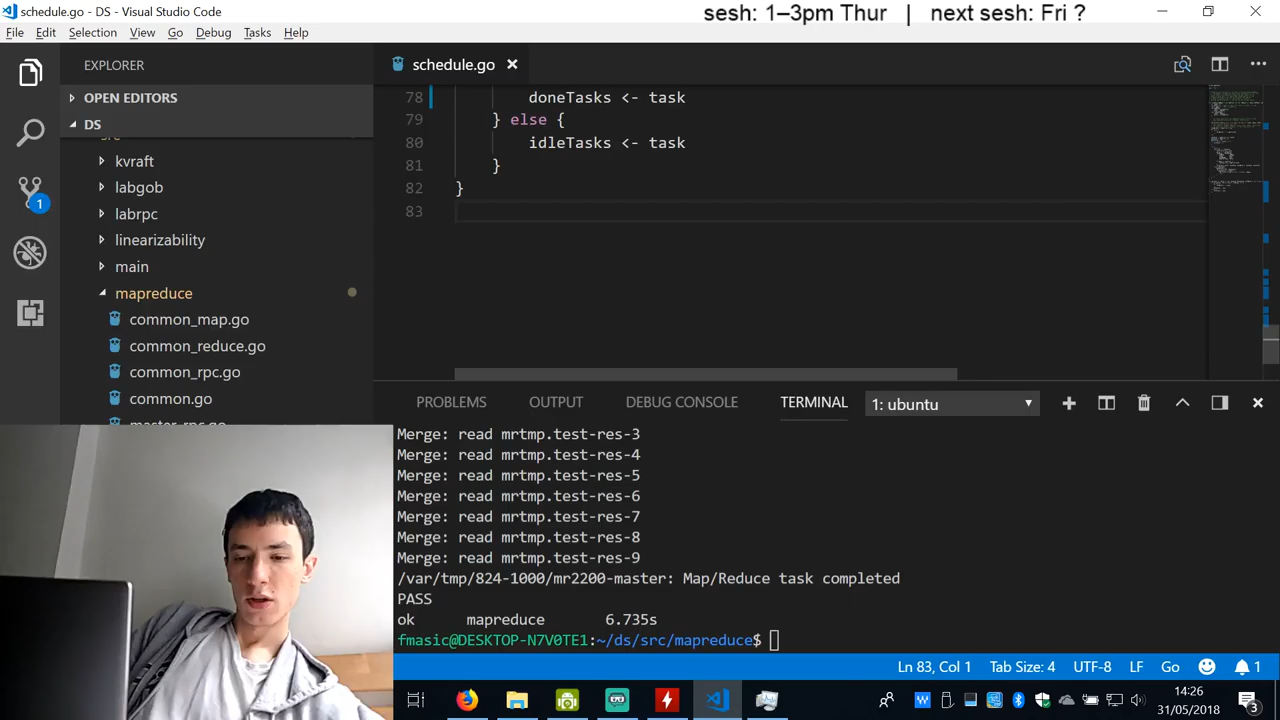 schedule.go - DS - Visual Studio Code
sesh: 1–3pm Thur | next sesh: Fri ?
File Edit Selection View Go Debug Tasks Help
EXPLORER
OPEN EDITORS
DS
kvraft
labgob
labrpc
linearizability
main
mapreduce
common_map.go
common_reduce.go
common_rpc.go
common.go
master_rpc.go
1
schedule.go
78 doneTasks <- task
79 } else {
80 idleTasks <- task
81 }
82 }
83
PROBLEMS OUTPUT DEBUG CONSOLE TERMINAL 1: ubuntu
Merge: read mrtmp.test-res-3
Merge: read mrtmp.test-res-4
Merge: read mrtmp.test-res-5
Merge: read mrtmp.test-res-6
Merge: read mrtmp.test-res-7
Merge: read mrtmp.test-res-8
Merge: read mrtmp.test-res-9
/var/tmp/824-1000/mr2200-master: Map/Reduce task completed
PASS
ok mapreduce 6.735s
fmasic@DESKTOP-N7V0TE1:~/ds/src/mapreduce$
Ln 83, Col 1 Tab Size: 4 UTF-8 LF Go 1
14:26
31/05/2018
3